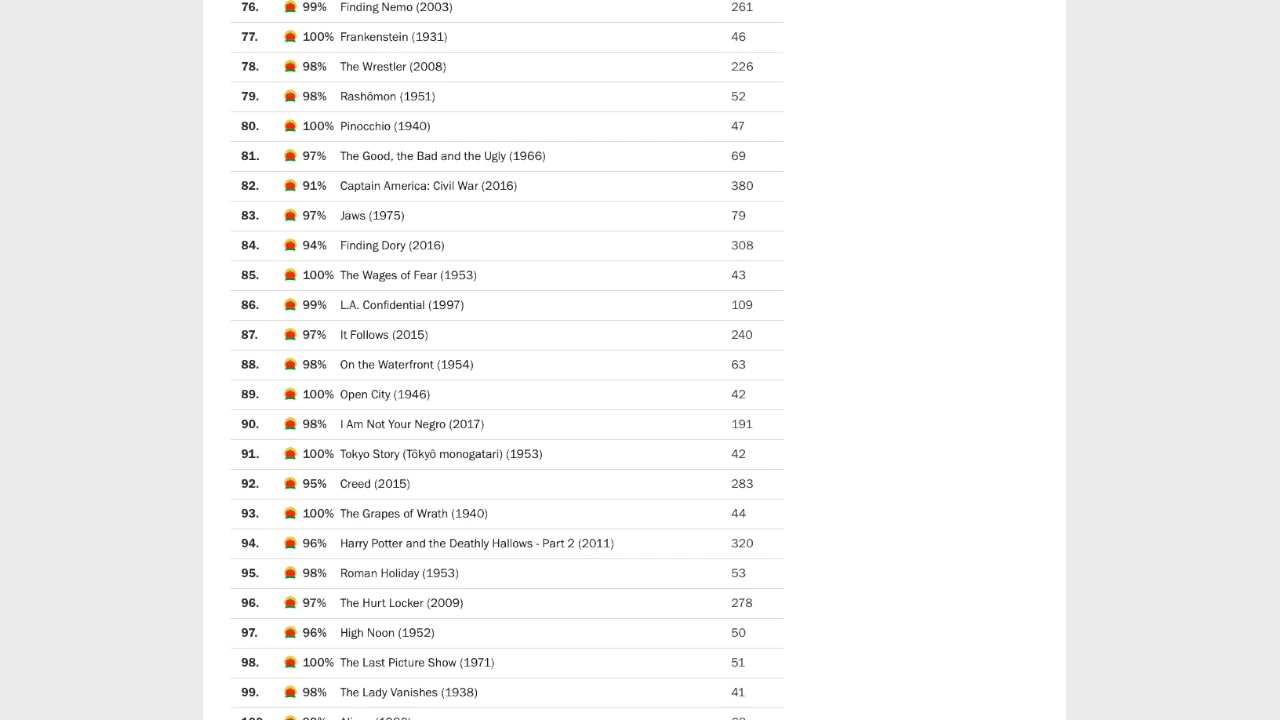 76. 99% Finding Nemo (2003) 261
77. 100% Frankenstein (1931) 46
78. 98% The Wrestler (2008) 226
79. 98% Rashômon (1951) 52
80. 100% Pinocchio (1940) 47
81. 97% The Good, the Bad and the Ugly (1966) 69
82. 91% Captain America: Civil War (2016) 380
83. 97% Jaws (1975) 79
84. 94% Finding Dory (2016) 308
85. 100% The Wages of Fear (1953) 43
86. 99% L.A. Confidential (1997) 109
87. 97% It Follows (2015) 240
88. 98% On the Waterfront (1954) 63
89. 100% Open City (1946) 42
90. 98% I Am Not Your Negro (2017) 191
91. 100% Tokyo Story (Tôkyô monogatari) (1953) 42
92. 95% Creed (2015) 283
93. 100% The Grapes of Wrath (1940) 44
94. 96% Harry Potter and the Deathly Hallows - Part 2 (2011) 320
95. 98% Roman Holiday (1953) 53
96. 97% The Hurt Locker (2009) 278
97. 96% High Noon (1952) 50
98. 100% The Last Picture Show (1971) 51
99. 98% The Lady Vanishes (1938) 41